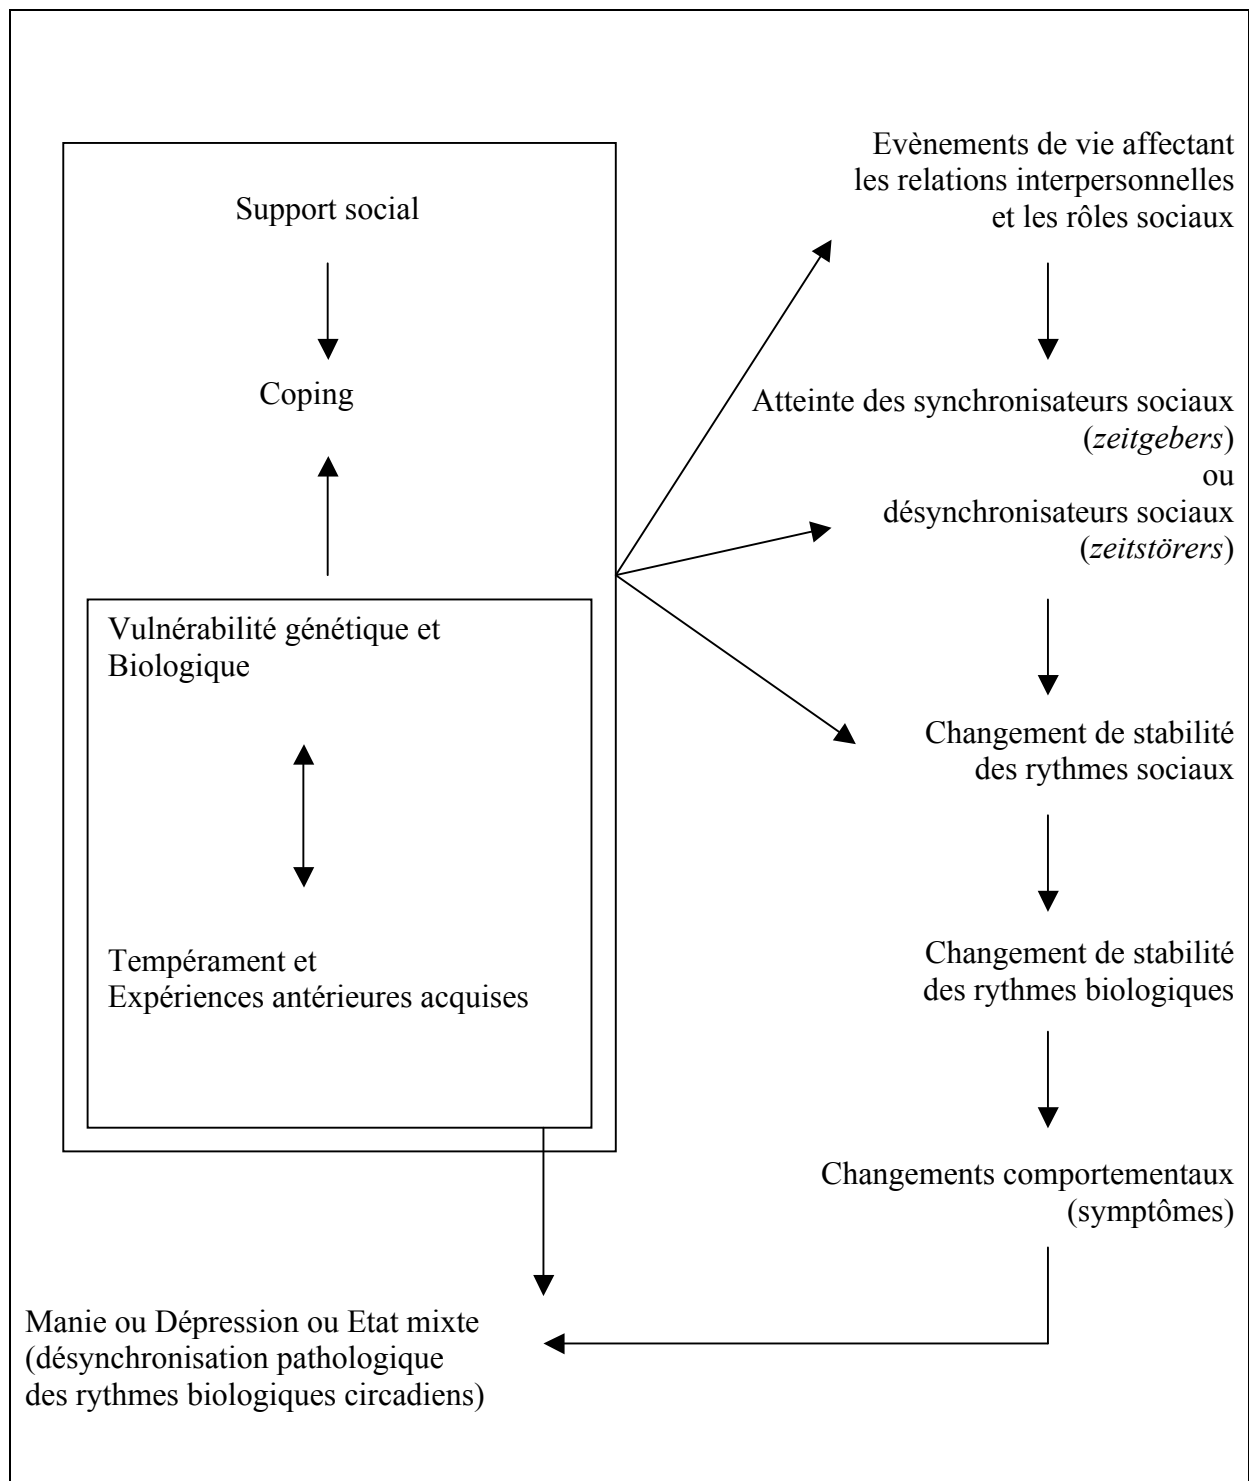 Support social
Coping
Vulnérabilité génétique et
Biologique
Tempérament et
Expériences antérieures acquises
Evènements de vie affectant
les relations interpersonnelles
et les rôles sociaux
Atteinte des synchronisateurs sociaux
(zeitgebers)
ou
désynchronisateurs sociaux
(zeitstörers)
Changement de stabilité
des rythmes sociaux
Changement de stabilité
des rythmes biologiques
Changements comportementaux
(symptômes)
Manie ou Dépression ou Etat mixte
(désynchronisation pathologique
des rythmes biologiques circadiens)